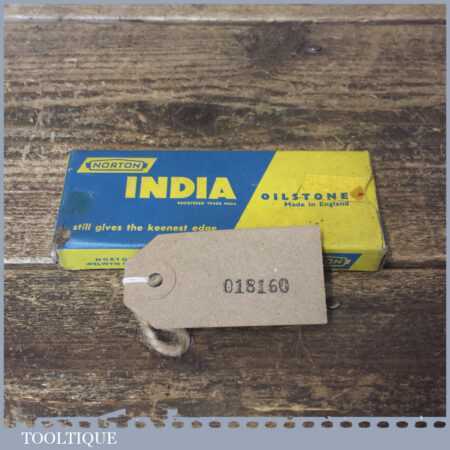 NORTON
INDIA
REGISTERED TRADE MARK
OILSTONE
Made in England
still gives the keenest edge
018160
TOOLTIQUE